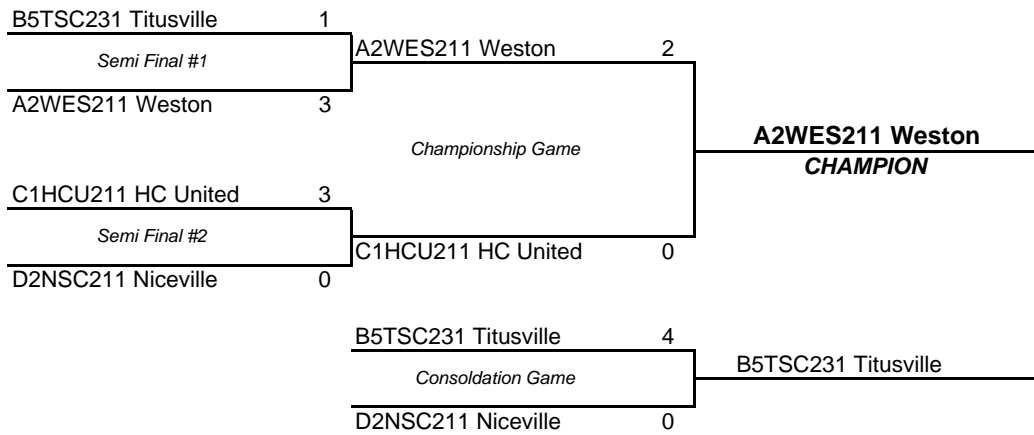 B5TSC231 Titusville 1
Semi Final #1
A2WES211 Weston 3
A2WES211 Weston 2
Championship Game
A2WES211 Weston
CHAMPION
C1HCU211 HC United 3
Semi Final #2
D2NSC211 Niceville 0
C1HCU211 HC United 0
B5TSC231 Titusville 4
Consoldation Game
B5TSC231 Titusville
D2NSC211 Niceville 0